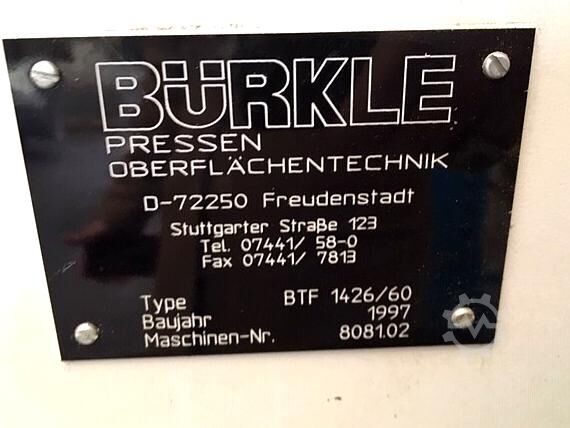 BÜRKLE
PRESSEN
OBERFLÄCHENTECHNIK
D-72250 Freudenstadt
Stuttgarter Straße 123
Tel. 07441/ 58-0
Fax 07441/ 7813
Type BTF 1426/60
Baujahr 1997
Maschinen-Nr. 8081.02